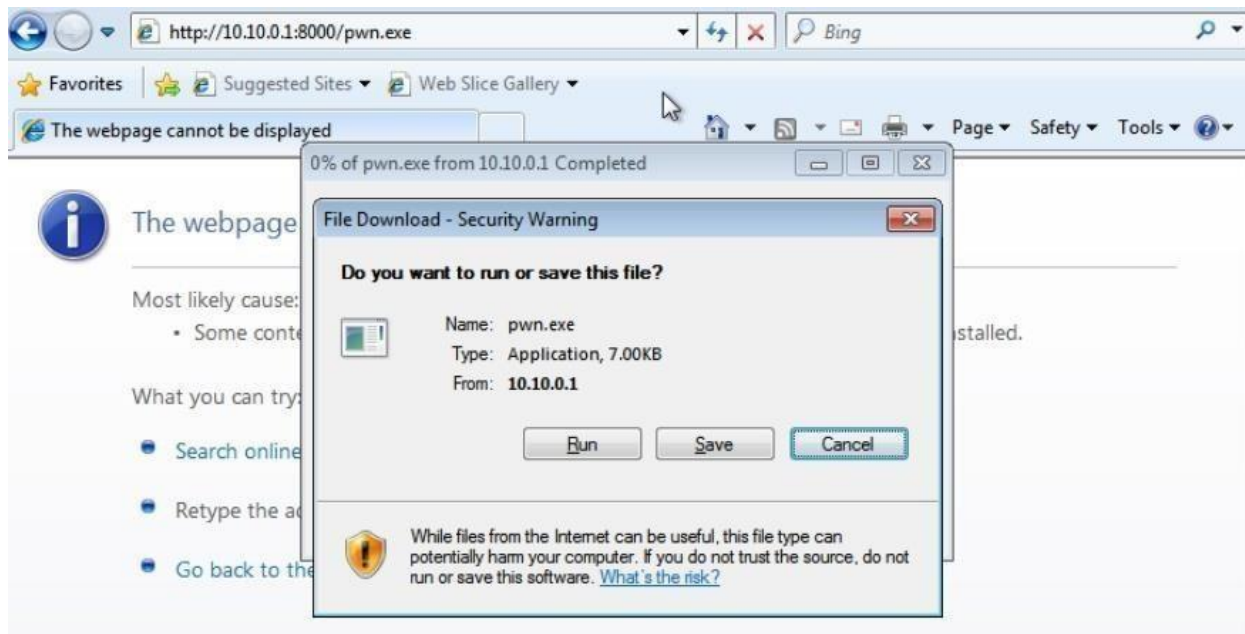 http://10.10.0.1:8000/pwn.exe
Bing
Favorites Suggested Sites Web Slice Gallery
The webpage cannot be displayed Page Safety Tools
0% of pwn.exe from 10.10.0.1 Completed
The webpage
File Download - Security Warning
Do you want to run or save this file?
Most likely cause:
• Some conte
Name: pwn.exe
Type: Application, 7.00KB
From: 10.10.0.1
stalled.
What you can try:
Run Save Cancel
Search online
Retype the ad
Go back to the
While files from the Internet can be useful, this file type can
potentially harm your computer. If you do not trust the source, do not
run or save this software. What's the risk?